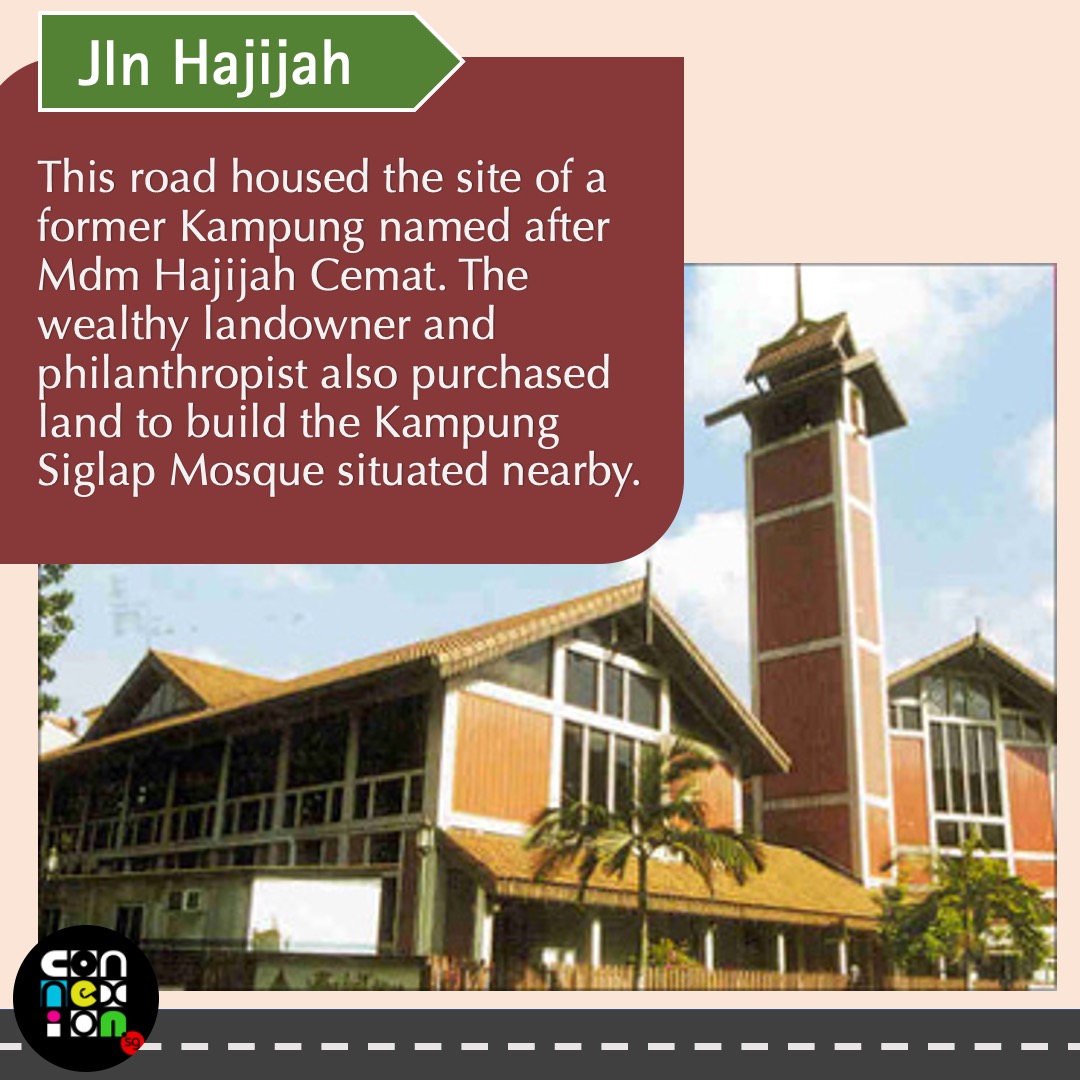 Jln Hajijah
This road housed the site of a
former Kampung named after
Mdm Hajijah Cemat. The
wealthy landowner and
philanthropist also purchased
land to build the Kampung
Siglap Mosque situated nearby.
con
nex
ion
sg